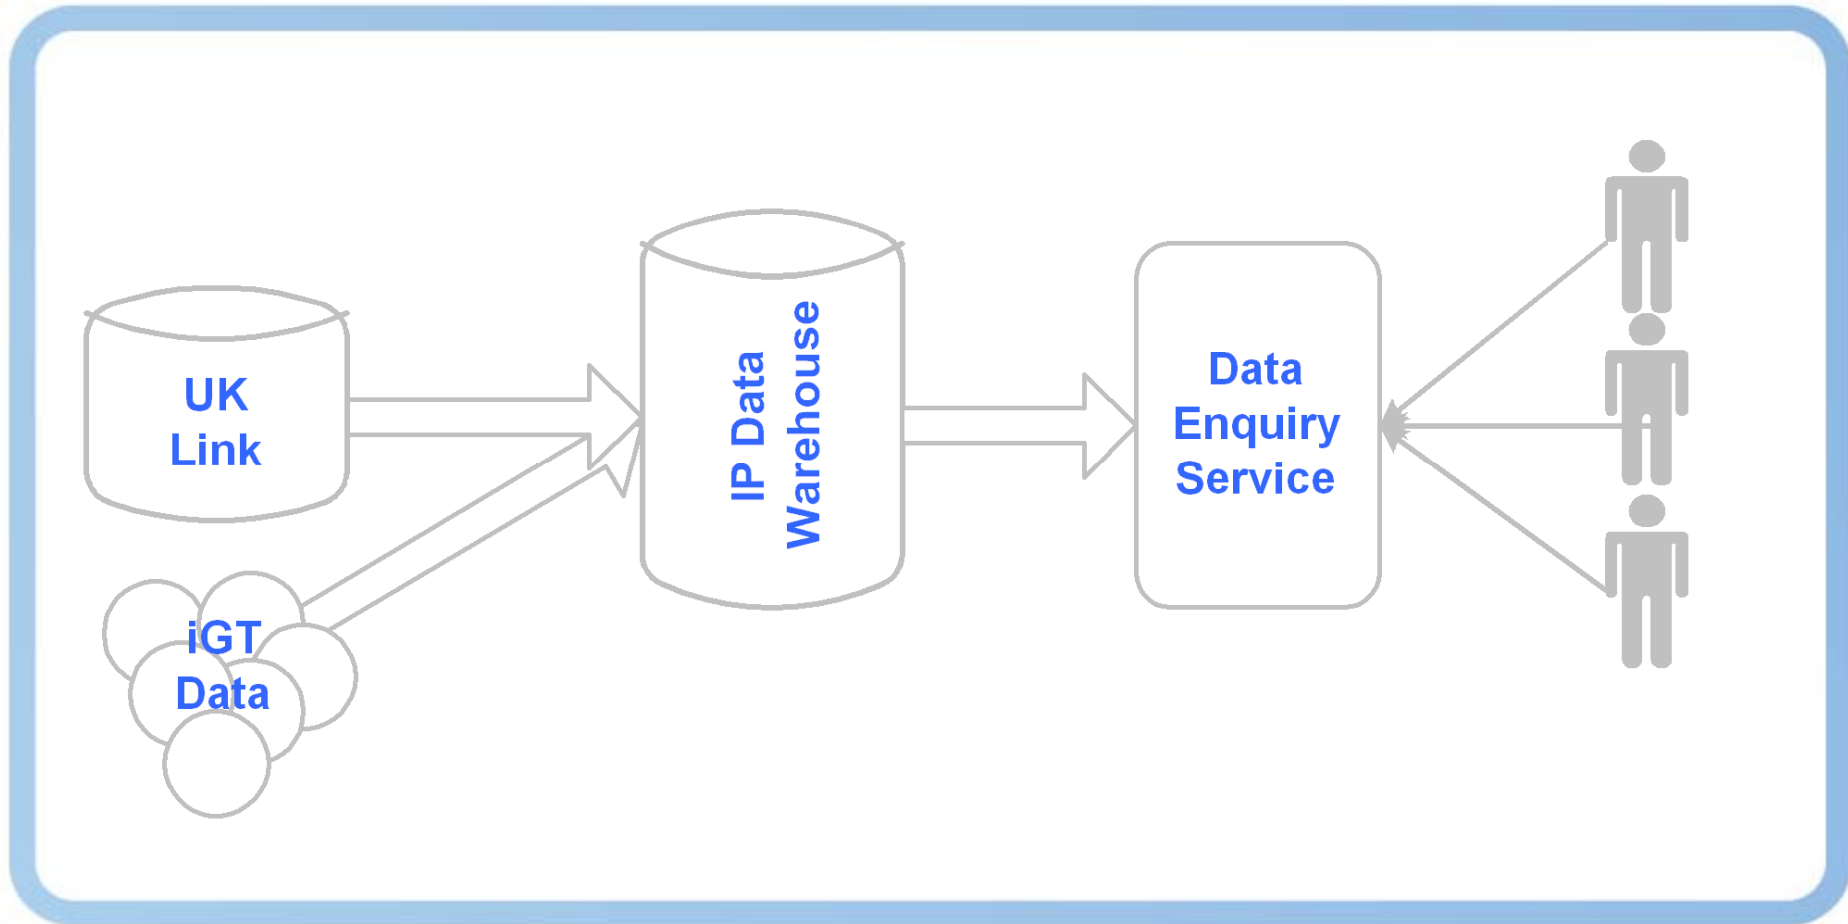 UK
Link
iGT
Data
IP Data
Warehouse
Data
Enquiry
Service